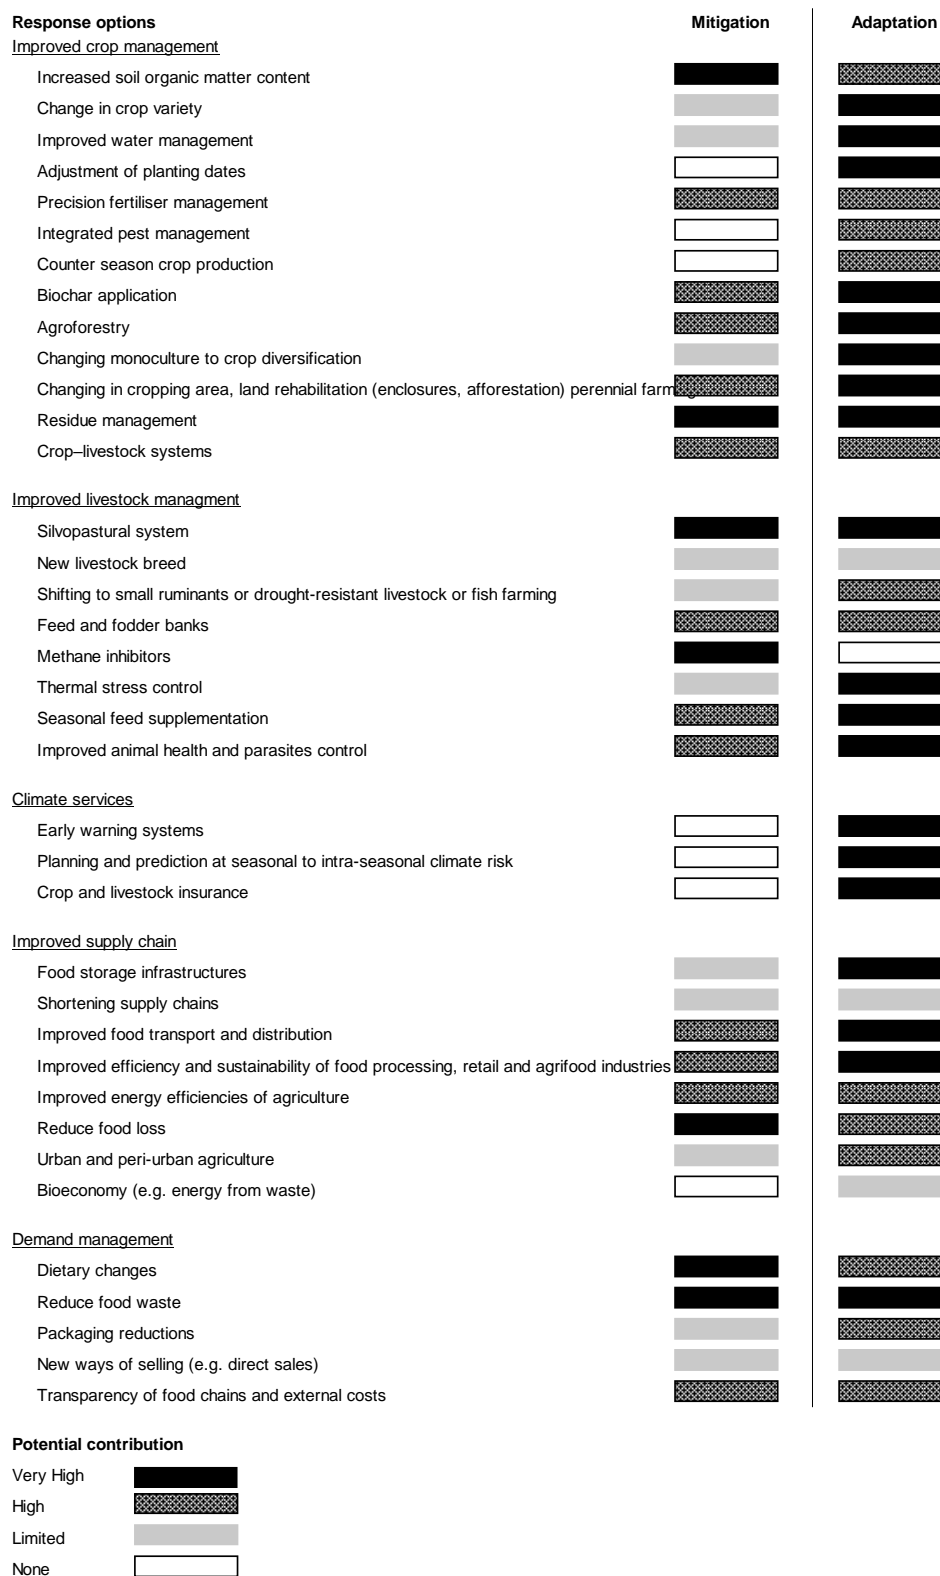 Response options Mitigation Adaptation
Improved crop management
Increased soil organic matter content
Change in crop variety
Improved water management
Adjustment of planting dates
Precision fertiliser management
Integrated pest management
Counter season crop production
Biochar application
Agroforestry
Changing monoculture to crop diversification
Changing in cropping area, land rehabilitation (enclosures, afforestation) perennial farming
Residue management
Crop–livestock systems
Improved livestock managment
Silvopastural system
New livestock breed
Shifting to small ruminants or drought-resistant livestock or fish farming
Feed and fodder banks
Methane inhibitors
Thermal stress control
Seasonal feed supplementation
Improved animal health and parasites control
Climate services
Early warning systems
Planning and prediction at seasonal to intra-seasonal climate risk
Crop and livestock insurance
Improved supply chain
Food storage infrastructures
Shortening supply chains
Improved food transport and distribution
Improved efficiency and sustainability of food processing, retail and agrifood industries
Improved energy efficiencies of agriculture
Reduce food loss
Urban and peri-urban agriculture
Bioeconomy (e.g. energy from waste)
Demand management
Dietary changes
Reduce food waste
Packaging reductions
New ways of selling (e.g. direct sales)
Transparency of food chains and external costs
Potential contribution
Very High
High
Limited
None